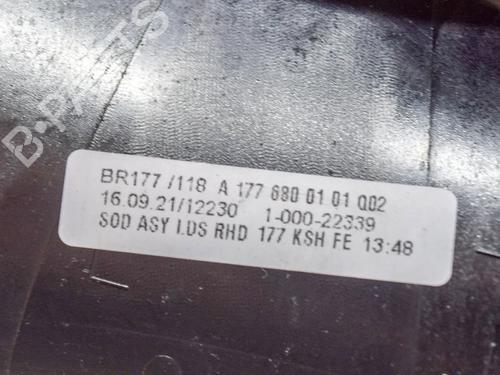 B-PARTS
BR177 /118 A 177 680 01 01 Q02
16.09.21/12230 1-000-22339
SOD ASY I.DS RHD 177 KSH FE 13:48